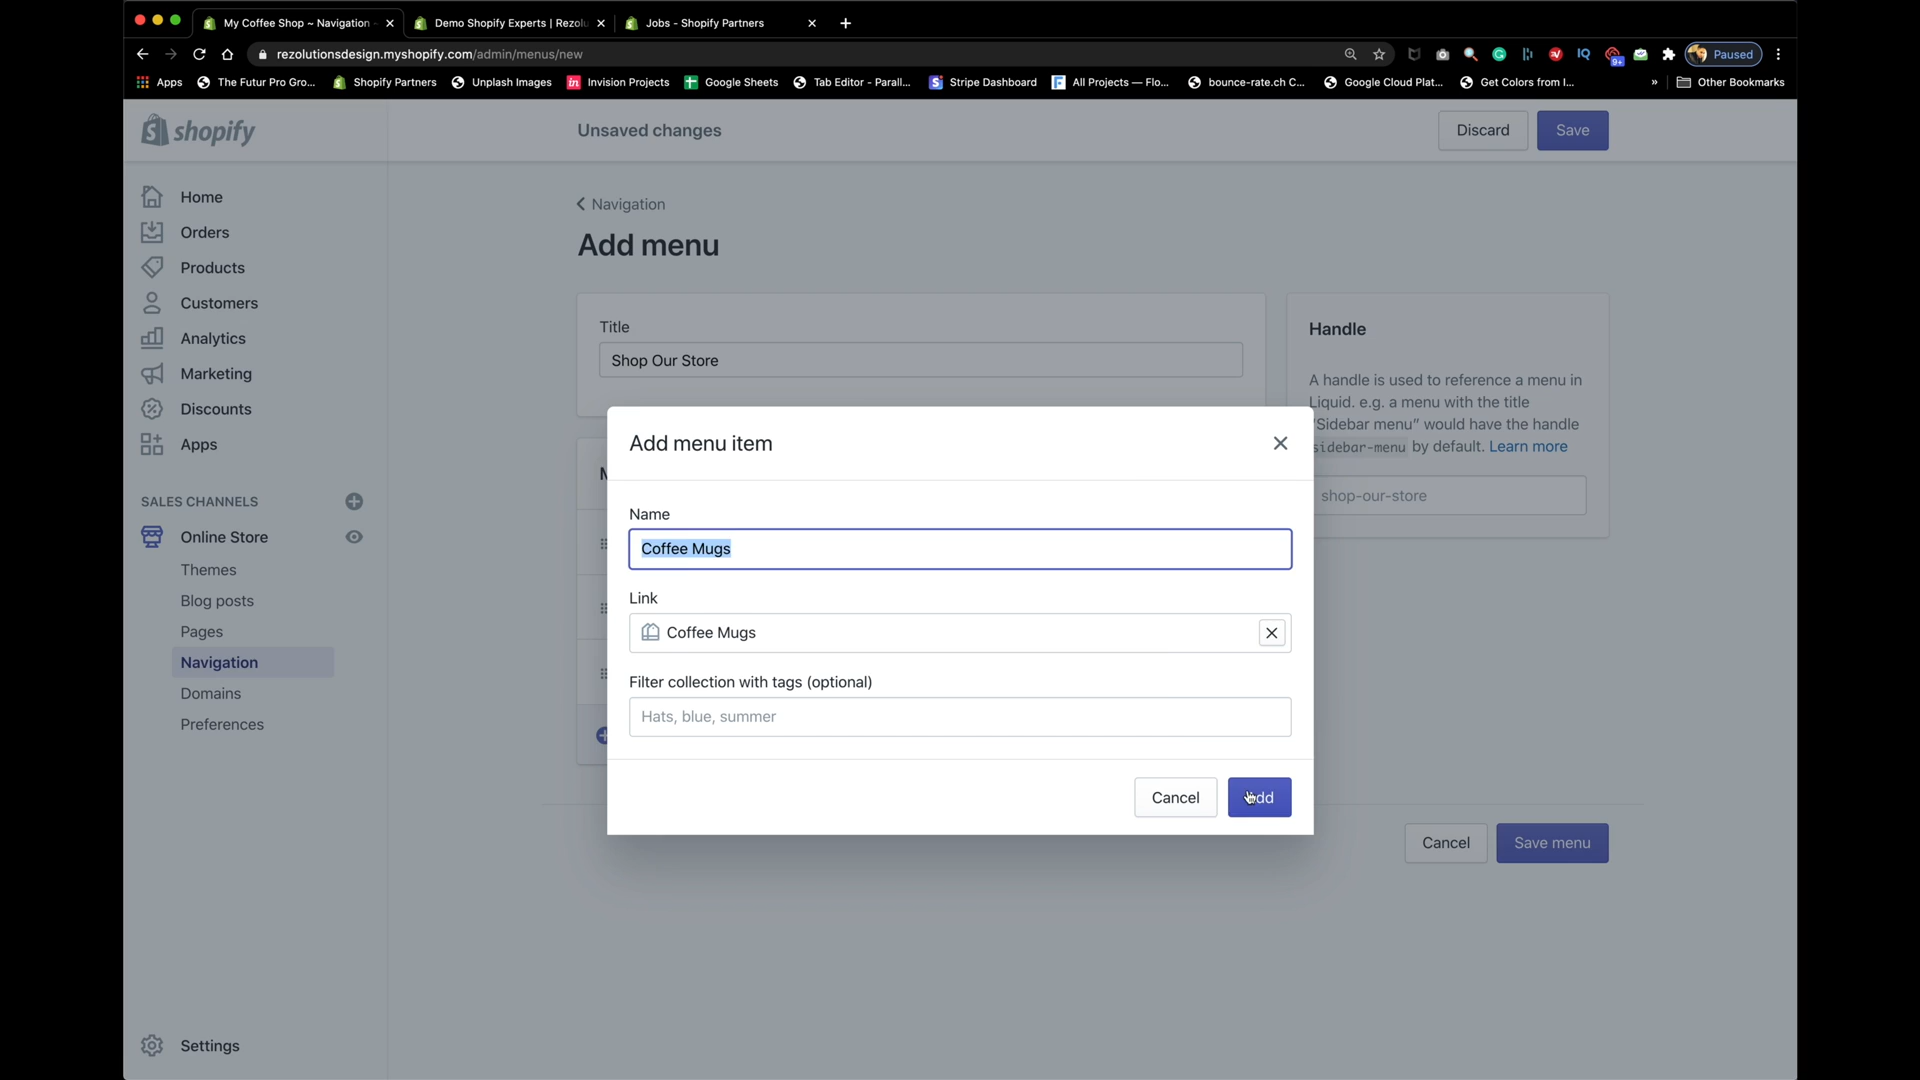 My Coffee Shop ~ Navigation
Demo Shopify Experts | Rezolu
Jobs - Shopify Partners
rezolutionsdesign.myshopify.com/admin/menus/new
Paused
Apps
The Futur Pro Gro...
Shopify Partners
Unplash Images
Invision Projects
Google Sheets
Tab Editor - Parall...
Stripe Dashboard
All Projects — Flo...
bounce-rate.ch C...
Google Cloud Plat...
Get Colors from I...
»
Other Bookmarks
shopify
Unsaved changes
Discard
Save
Home
Orders
Products
Customers
Analytics
Marketing
Discounts
Apps
SALES CHANNELS
Online Store
Themes
Blog posts
Pages
Navigation
Domains
Preferences
Settings
Navigation
Add menu
Title
Shop Our Store
Handle
A handle is used to reference a menu in
Liquid. e.g. a menu with the title
"Sidebar menu" would have the handle
sidebar-menu by default. Learn more
shop-our-store
Add menu item
Name
Coffee Mugs
Link
Coffee Mugs
Filter collection with tags (optional)
Hats, blue, summer
Cancel
Add
Cancel
Save menu